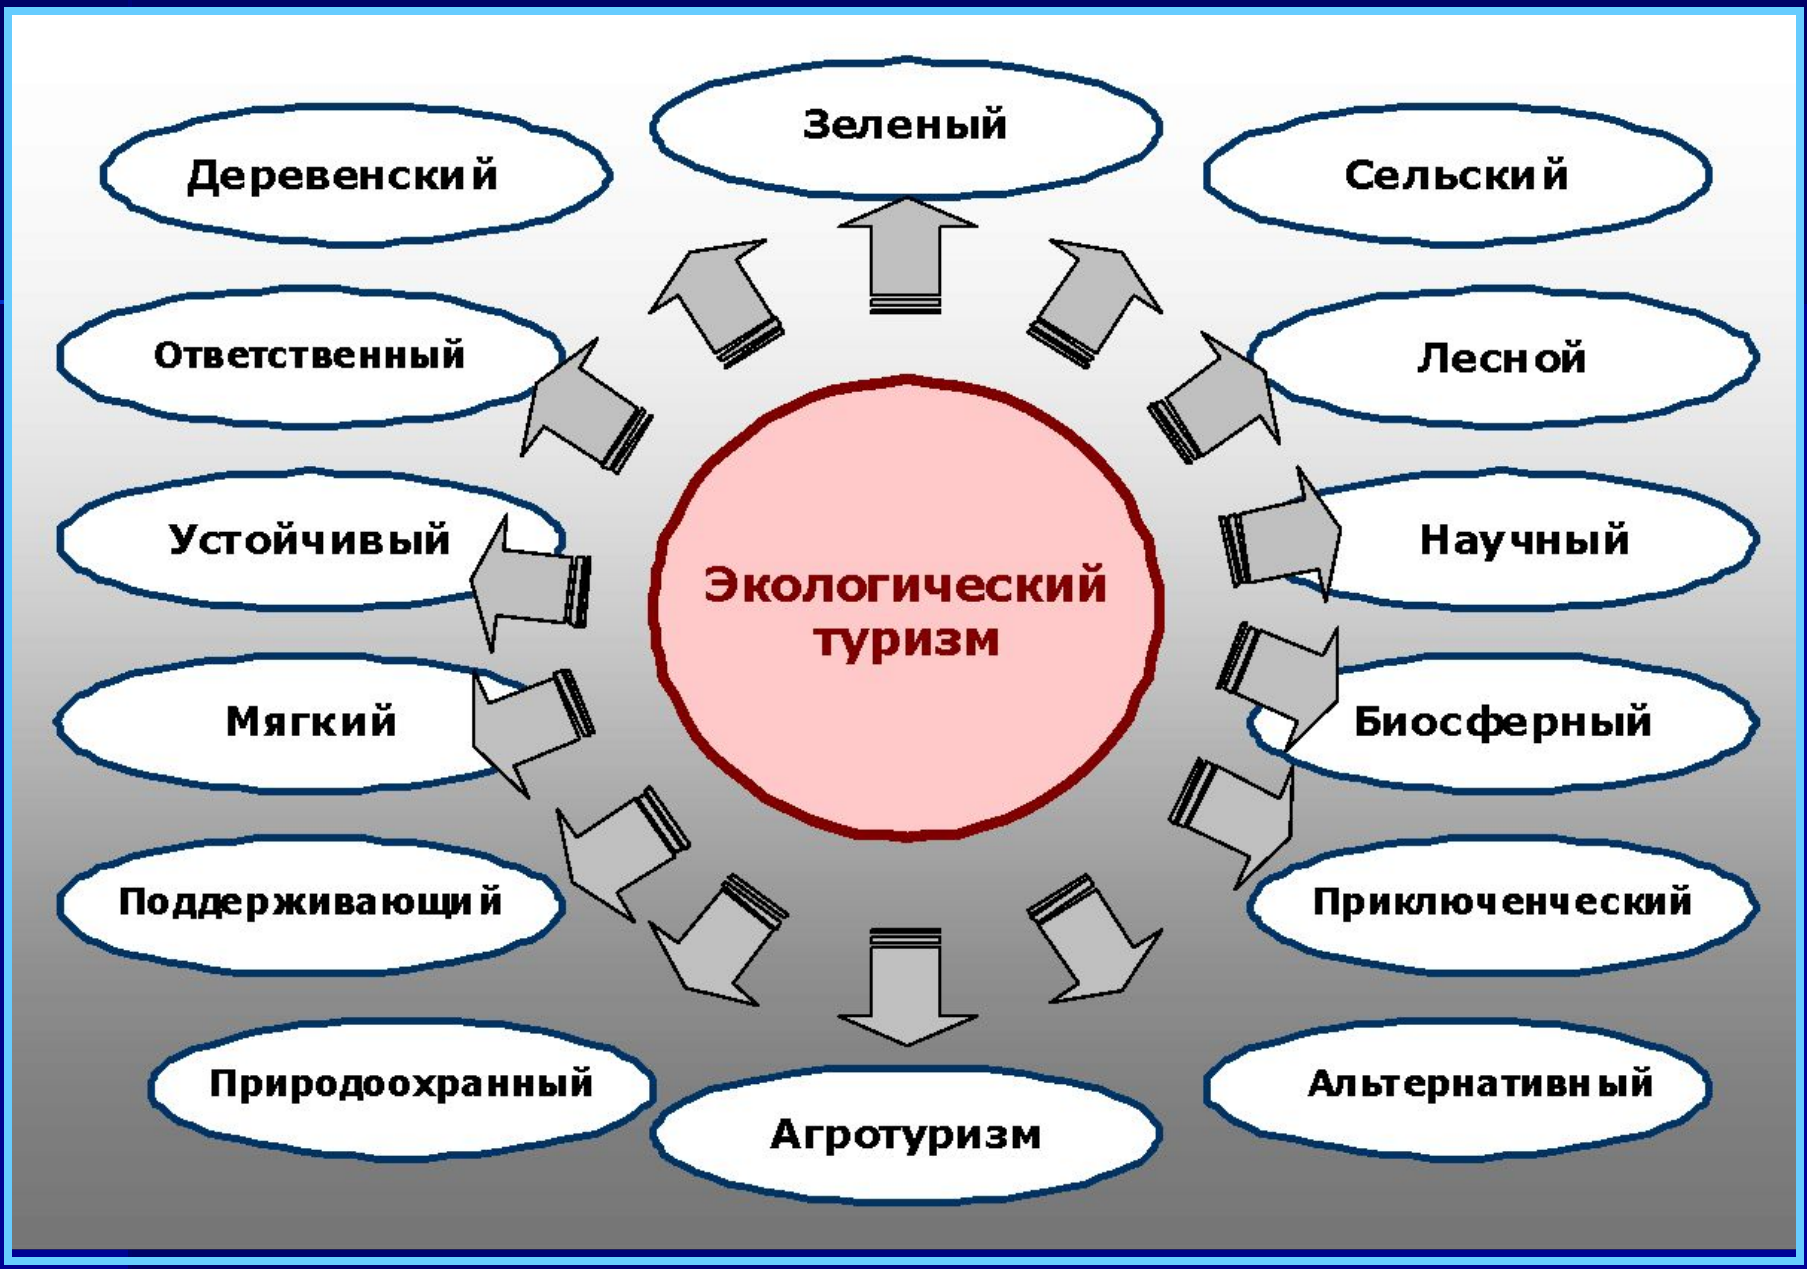 Зеленый
Деревенский
Сельский
Ответственный
Лесной
Устойчивый
Научный
Экологический
туризм
Мягкий
Биосферный
Поддерживающий
Приключенческий
Природоохранный
Альтернативный
Агротуризм